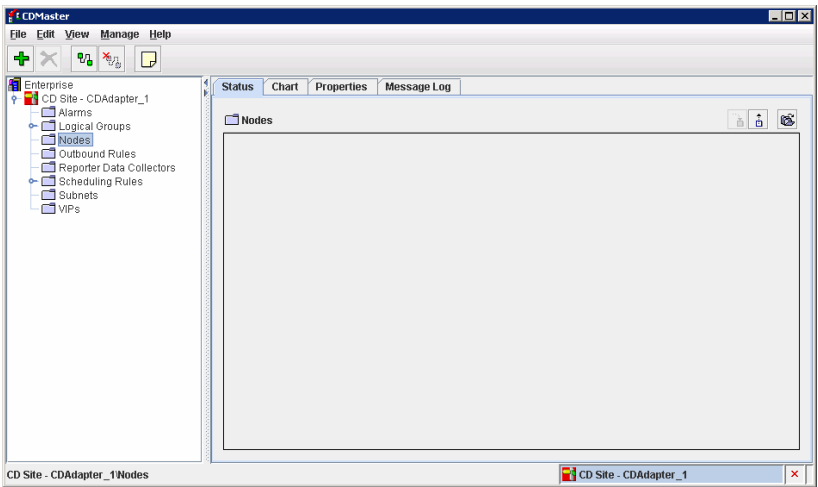 CDMaster
File Edit View Manage Help
Enterprise
CD Site - CDAdapter_1
Alarms
Logical Groups
Nodes
Outbound Rules
Reporter Data Collectors
Scheduling Rules
Subnets
VIPs
Status Chart Properties Message Log
Nodes
CD Site - CDAdapter_1\Nodes
CD Site - CDAdapter_1